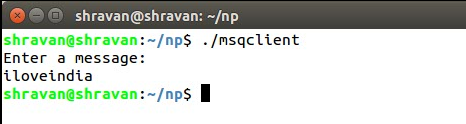 shravan@shravan: ~/np
shravan@shravan:~/np$ ./msqclient
Enter a message:
iloveindia
shravan@shravan:~/np$